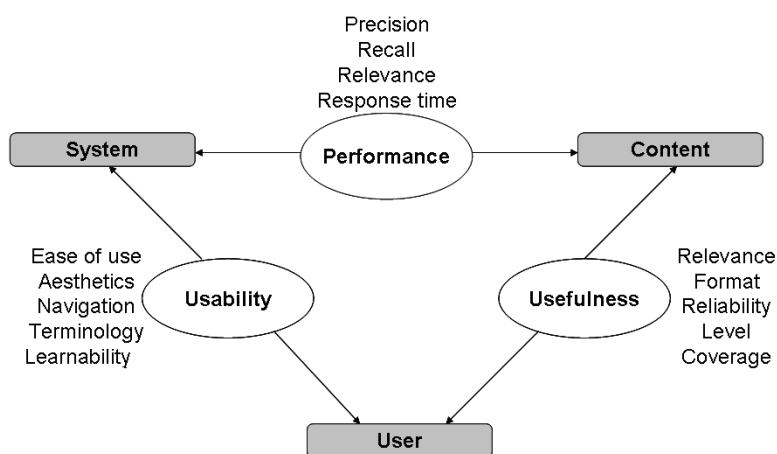 Precision
Recall
Relevance
Response time
System
Performance
Content
Ease of use
Aesthetics
Navigation
Terminology
Learnability
Usability
Usefulness
Relevance
Format
Reliability
Level
Coverage
User